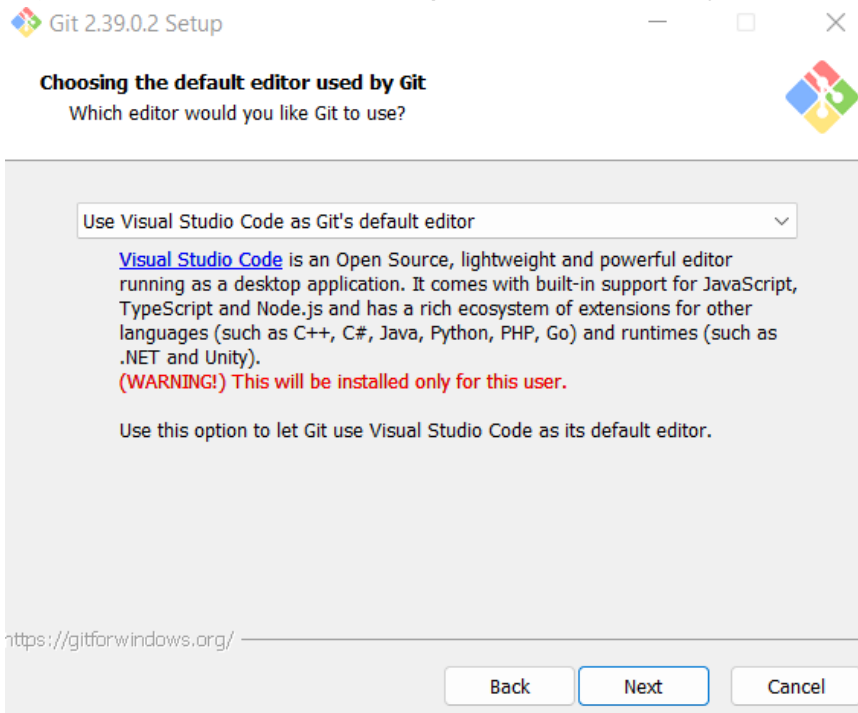 Git 2.39.0.2 Setup
Choosing the default editor used by Git
Which editor would you like Git to use?
Use Visual Studio Code as Git's default editor
Visual Studio Code is an Open Source, lightweight and powerful editor
running as a desktop application. It comes with built-in support for JavaScript,
TypeScript and Node.js and has a rich ecosystem of extensions for other
languages (such as C++, C#, Java, Python, PHP, Go) and runtimes (such as
.NET and Unity).
(WARNING!) This will be installed only for this user.
Use this option to let Git use Visual Studio Code as its default editor.
https://gitforwindows.org/
Back Next Cancel